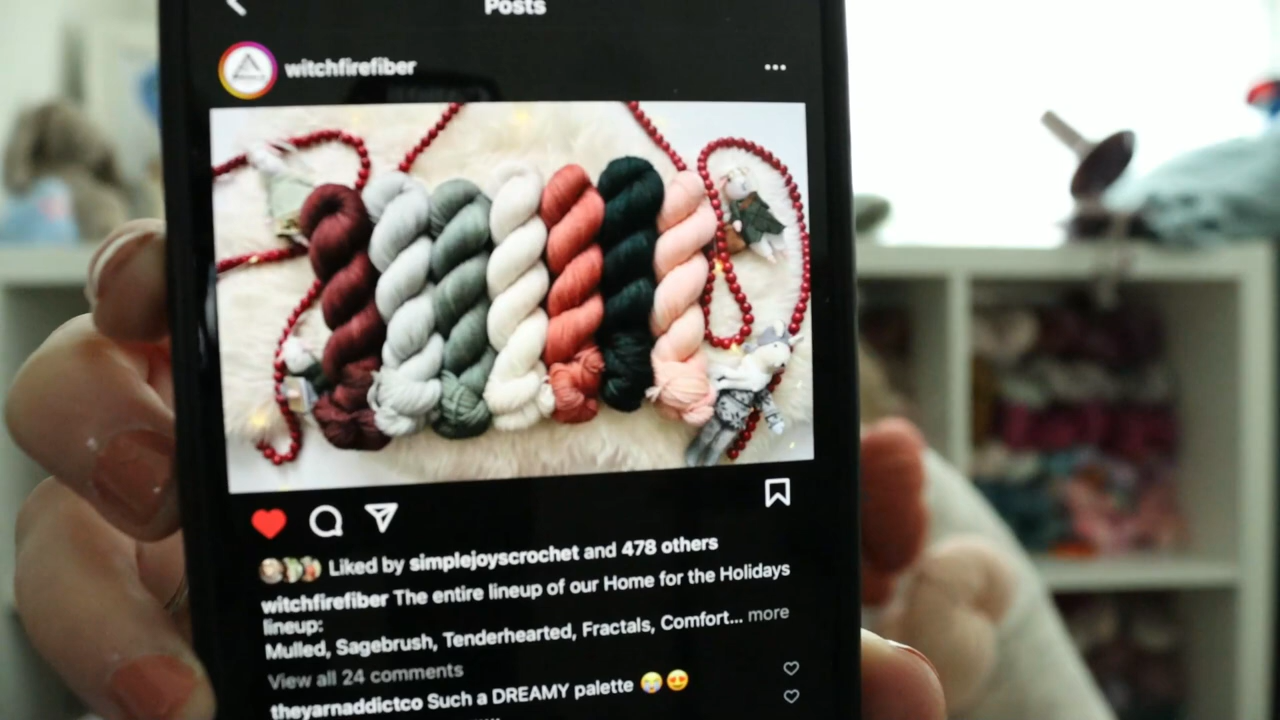 Posts
witchfirefiber
Liked by simplejoyscrochet and 478 others
witchfirefiber The entire lineup of our Home for the Holidays
lineup:
Mulled, Sagebrush, Tenderhearted, Fractals, Comfort... more
View all 24 comments
theyarnaddictco Such a DREAMY palette 😭😍